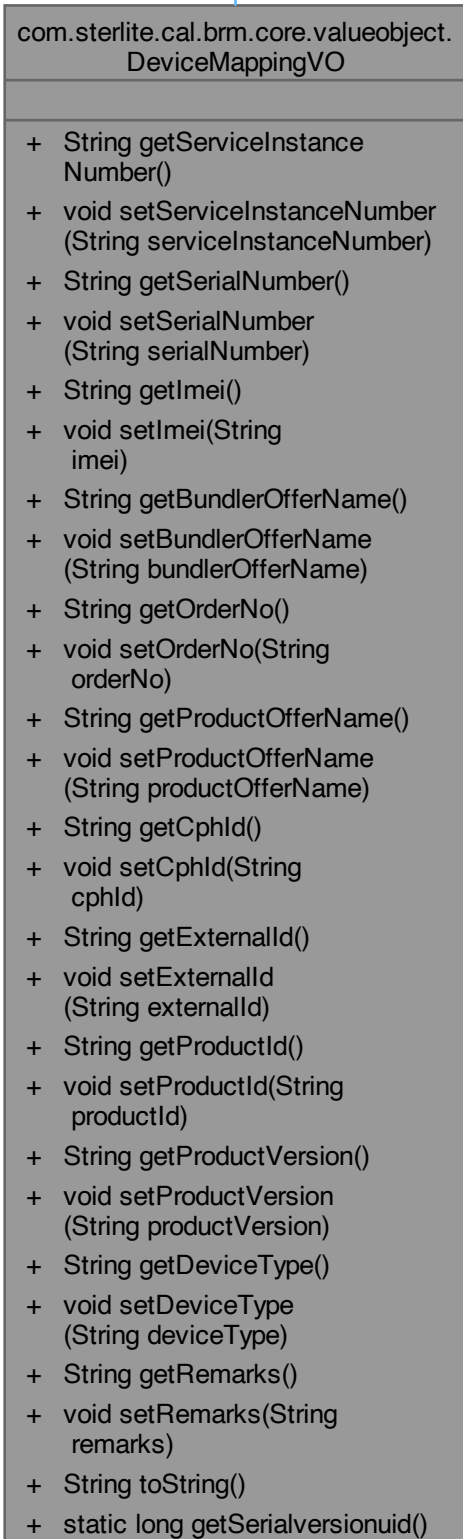 com.sterlite.cal.brm.core.valueobject.
DeviceMappingVO
+ String getServiceInstance
Number()
+ void setServiceInstanceNumber
(String serviceInstanceNumber)
+ String getSerialNumber()
+ void setSerialNumber
(String serialNumber)
+ String getImei()
+ void setImei(String
imei)
+ String getBundlerOfferName()
+ void setBundlerOfferName
(String bundlerOfferName)
+ String getOrderNo()
+ void setOrderNo(String
orderNo)
+ String getProductOfferName()
+ void setProductOfferName
(String productOfferName)
+ String getCphId()
+ void setCphId(String
cphId)
+ String getExternalId()
+ void setExternalId
(String externalId)
+ String getProductId()
+ void setProductId(String
productId)
+ String getProductVersion()
+ void setProductVersion
(String productVersion)
+ String getDeviceType()
+ void setDeviceType
(String deviceType)
+ String getRemarks()
+ void setRemarks(String
remarks)
+ String toString()
+ static long getSerialversionuid()